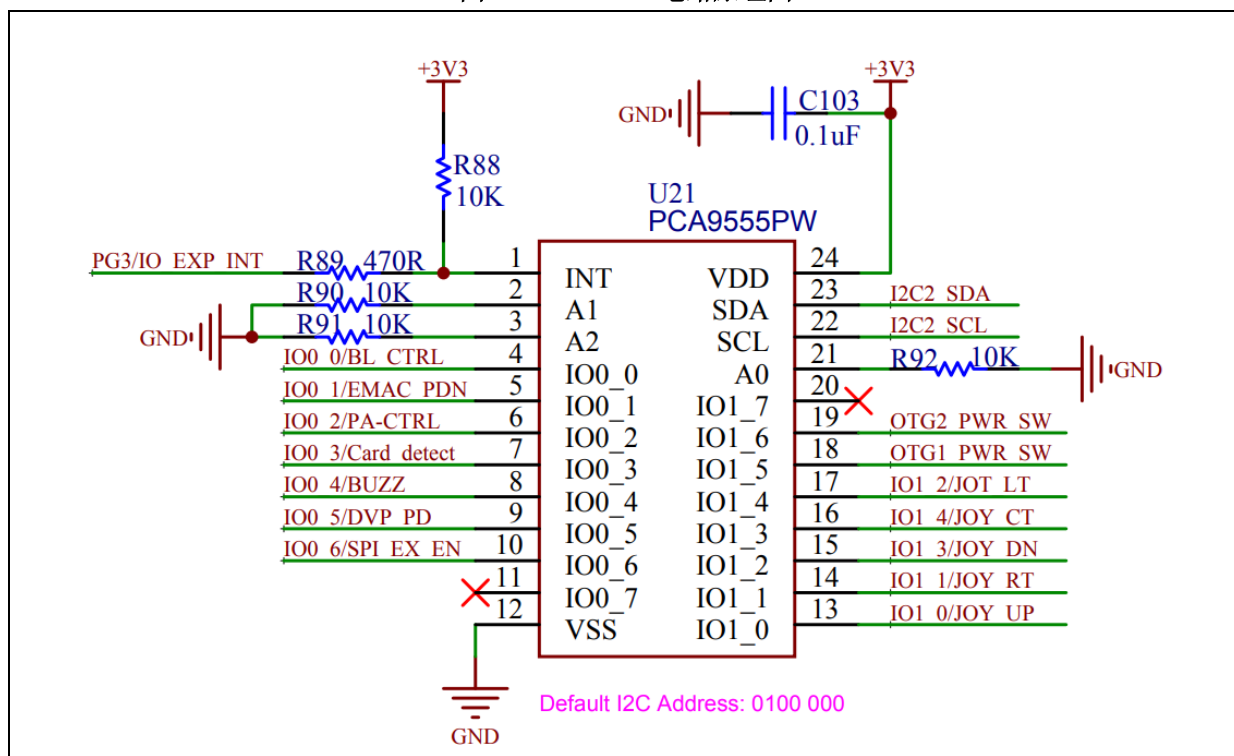 +3V3
+3V3
GND
C103
0.1uF
R88
10K
U21
PCA9555PW
PG3/IO EXP INT
R89 470R
1
INT
VDD
24
R90 10K
2
A1
SDA
23
I2C2 SDA
GND
R91 10K
3
A2
SCL
22
I2C2 SCL
IO0 0/BL CTRL
4
IO0_0
A0
21
R92 10K
GND
IO0 1/EMAC PDN
5
IO0_1
IO1_7
20
IO0 2/PA-CTRL
6
IO0_2
IO1_6
19
OTG2 PWR SW
IO0 3/Card detect
7
IO0_3
IO1_5
18
OTG1 PWR SW
IO0 4/BUZZ
8
IO0_4
IO1_4
17
IO1 2/JOT LT
IO0 5/DVP PD
9
IO0_5
IO1_3
16
IO1 4/JOY CT
IO0 6/SPI EX EN
10
IO0_6
IO1_2
15
IO1 3/JOY DN
11
IO0_7
IO1_1
14
IO1 1/JOY RT
12
VSS
IO1_0
13
IO1 0/JOY UP
Default I2C Address: 0100 000
GND